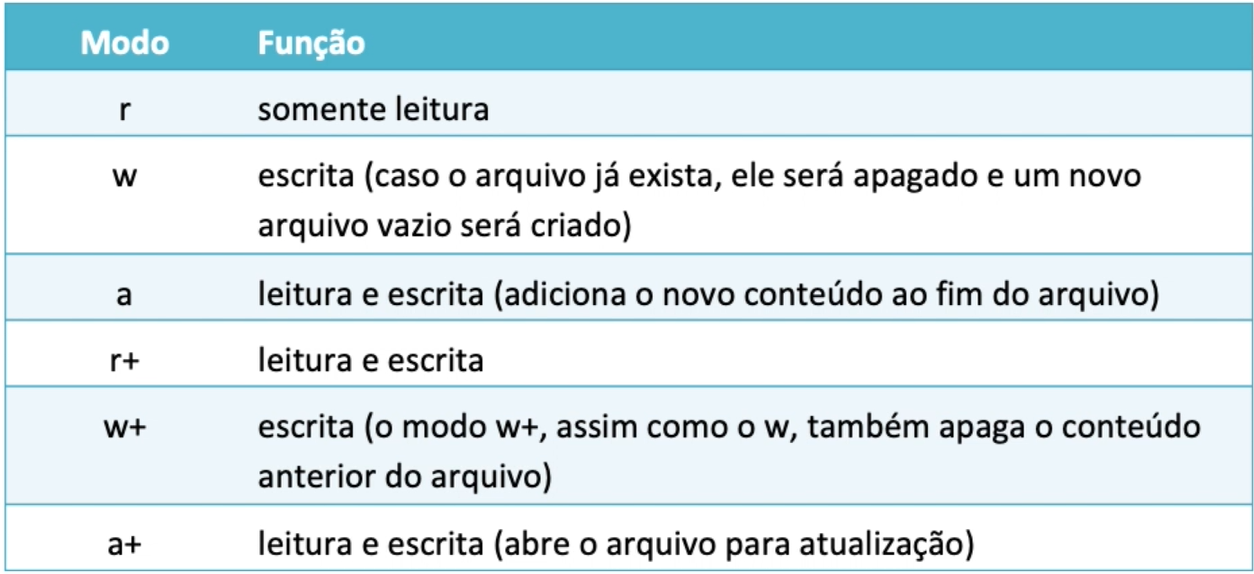 Modo Função
r somente leitura
w escrita (caso o arquivo já exista, ele será apagado e um novo
arquivo vazio será criado)
a leitura e escrita (adiciona o novo conteúdo ao fim do arquivo)
r+ leitura e escrita
w+ escrita (o modo w+, assim como o w, também apaga o conteúdo
anterior do arquivo)
a+ leitura e escrita (abre o arquivo para atualização)